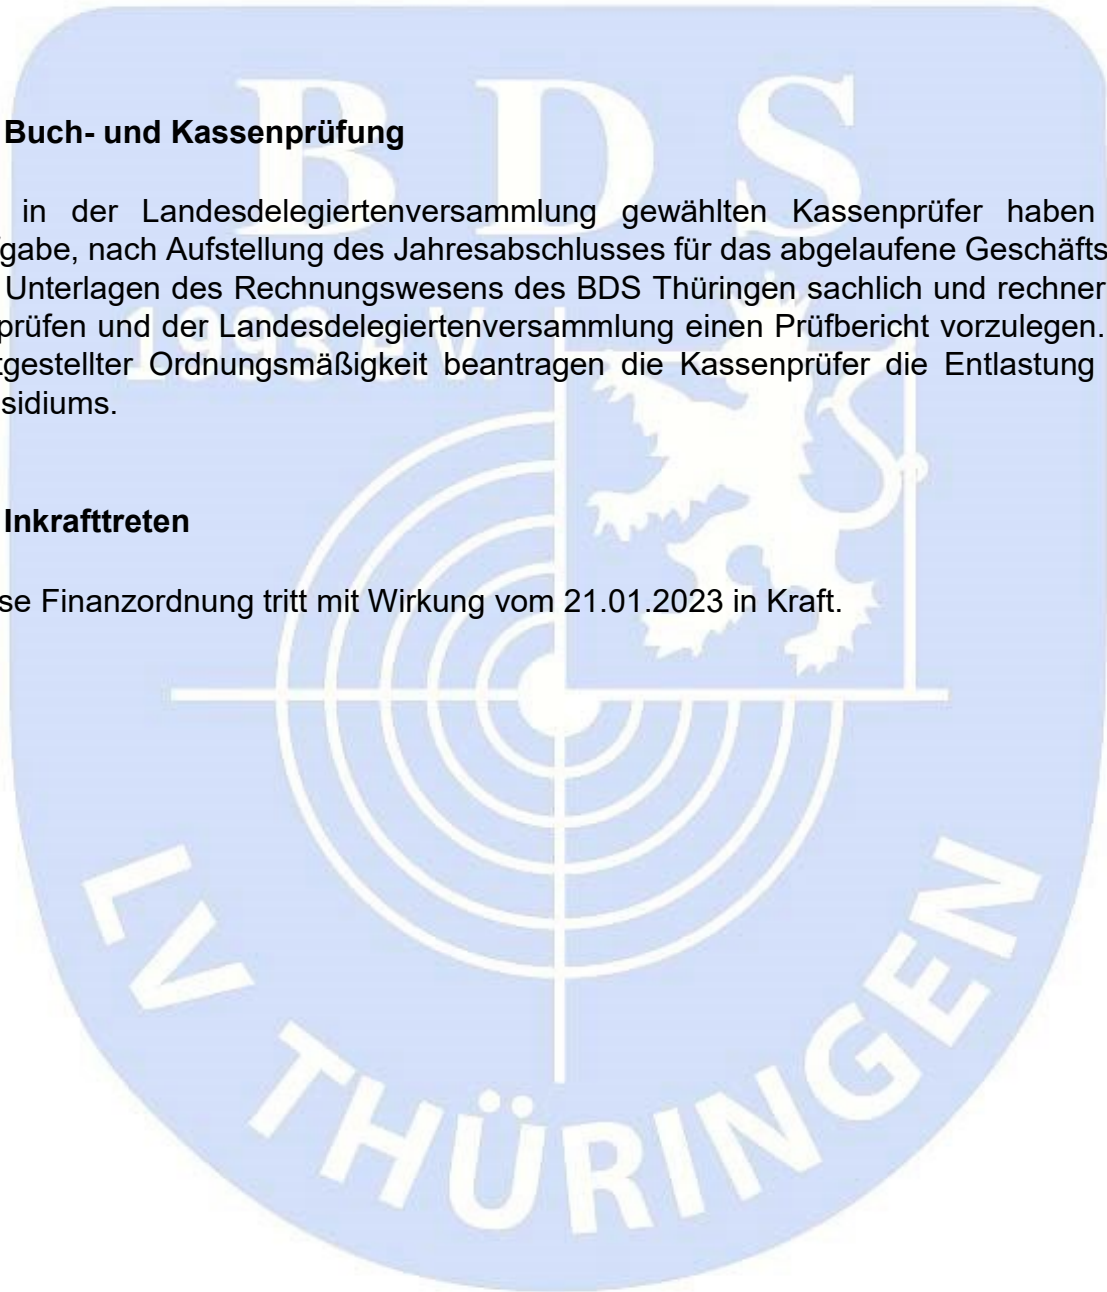 B D S
Buch- und Kassenprüfung
in der Landesdelegiertenversammlung gewählten Kassenprüfer haben
gabe, nach Aufstellung des Jahresabschlusses für das abgelaufene Geschäfts
Unterlagen des Rechnungswesens des BDS Thüringen sachlich und rechner
prüfen und der Landesdelegiertenversammlung einen Prüfbericht vorzulegen.
1993 e.V.
tgestellter Ordnungsmäßigkeit beantragen die Kassenprüfer die Entlastung
sidiums.
Inkrafttreten
se Finanzordnung tritt mit Wirkung vom 21.01.2023 in Kraft.
LV THÜRINGEN